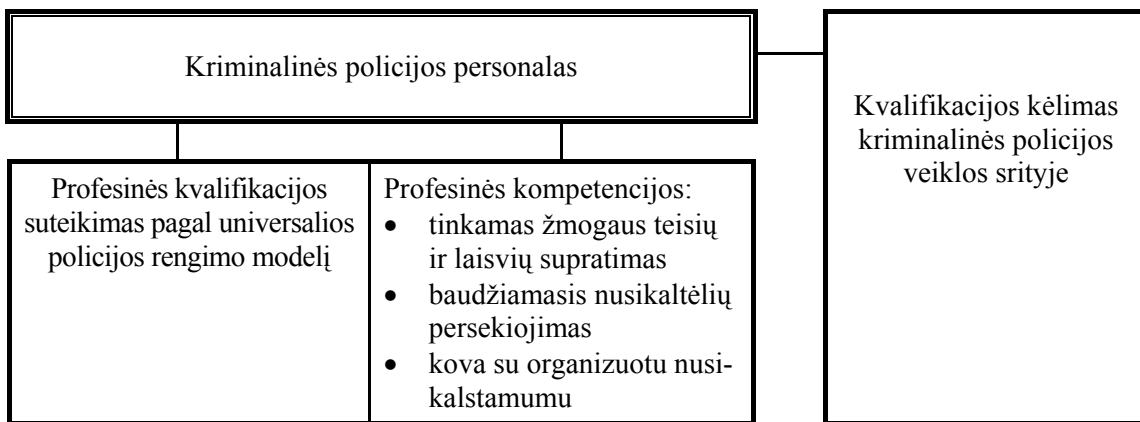 Kriminalinės policijos personalas
Kvalifikacijos kėlimas
kriminalinės policijos
veiklos srityje
Profesinės kvalifikacijos
suteikimas pagal universalios
policijos rengimo modelį
Profesinės kompetencijos:
• tinkamas žmogaus teisių
ir laisvių supratimas
• baudžiamasis nusikaltėlių
persekiojimas
• kova su organizuotu nusi-
kalstamumu